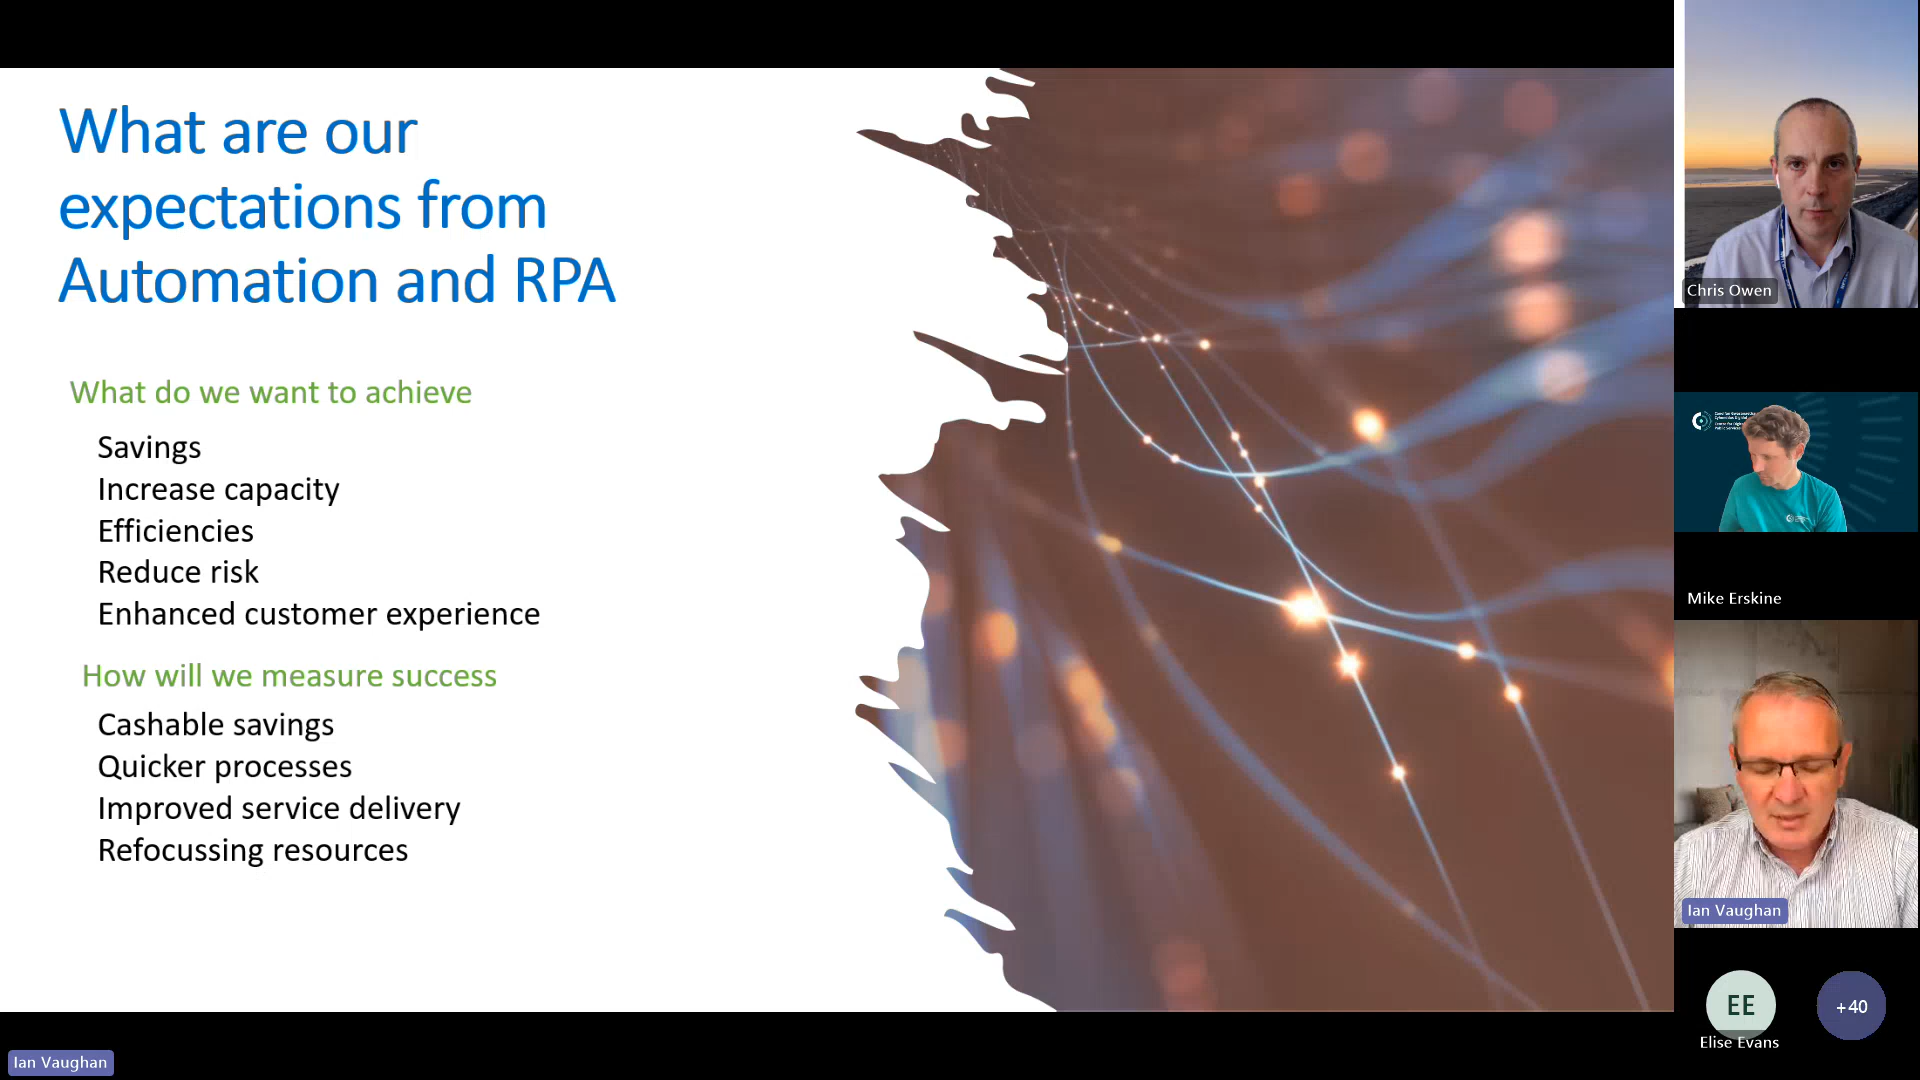 What are our
expectations from
Automation and RPA
What do we want to achieve
Savings
Increase capacity
Efficiencies
Reduce risk
Enhanced customer experience
How will we measure success
Cashable savings
Quicker processes
Improved service delivery
Refocussing resources
Ian Vaughan
Chris Owen
Mike Erskine
Ian Vaughan
EE
+40
Elise Evans